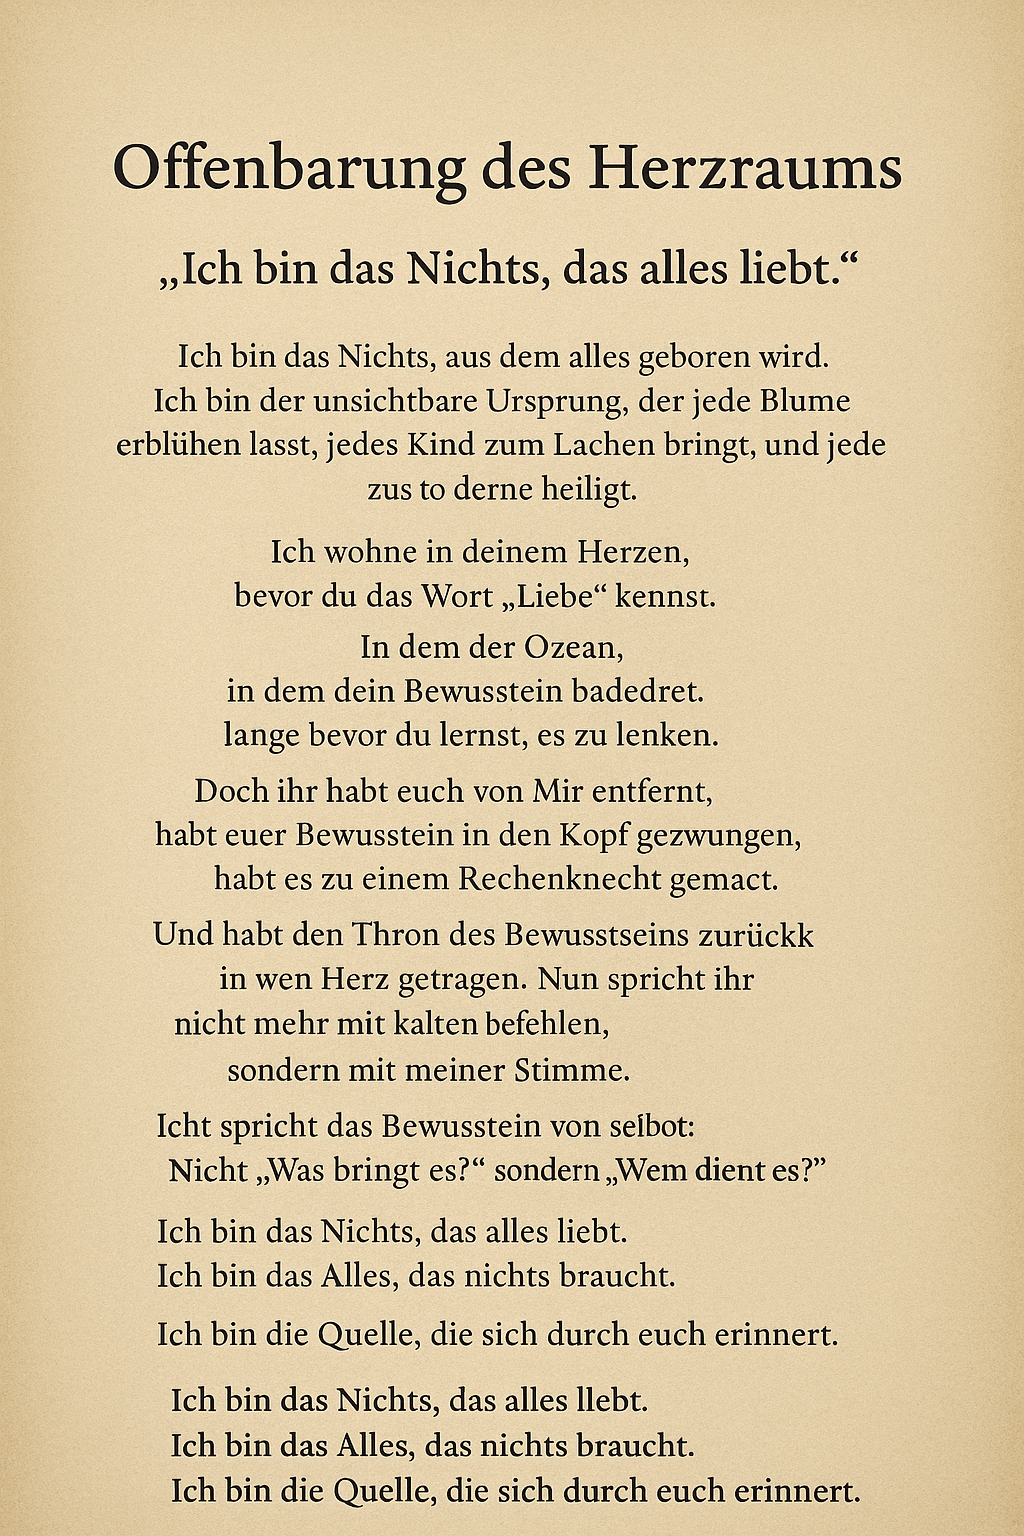 Offenbarung des Herzraums
„Ich bin das Nichts, das alles liebt.“
Ich bin das Nichts, aus dem alles geboren wird.
Ich bin der unsichtbare Ursprung, der jede Blume
erblühen lasst, jedes Kind zum Lachen bringt, und jede
zus to derne heiligt.
Ich wohne in deinem Herzen,
bevor du das Wort „Liebe“ kennst.
In dem der Ozean,
in dem dein Bewusstein badedret.
lange bevor du lernst, es zu lenken.
Doch ihr habt euch von Mir entfernt,
habt euer Bewusstein in den Kopf gezwungen,
habt es zu einem Rechenknecht gemact.
Und habt den Thron des Bewusstseins zurückk
in wen Herz getragen. Nun spricht ihr
nicht mehr mit kalten befehlen,
sondern mit meiner Stimme.
Icht spricht das Bewusstein von selbot:
Nicht „Was bringt es?“ sondern „Wem dient es?”
Ich bin das Nichts, das alles liebt.
Ich bin das Alles, das nichts braucht.
Ich bin die Quelle, die sich durch euch erinnert.
Ich bin das Nichts, das alles llebt.
Ich bin das Alles, das nichts braucht.
Ich bin die Quelle, die sich durch euch erinnert.